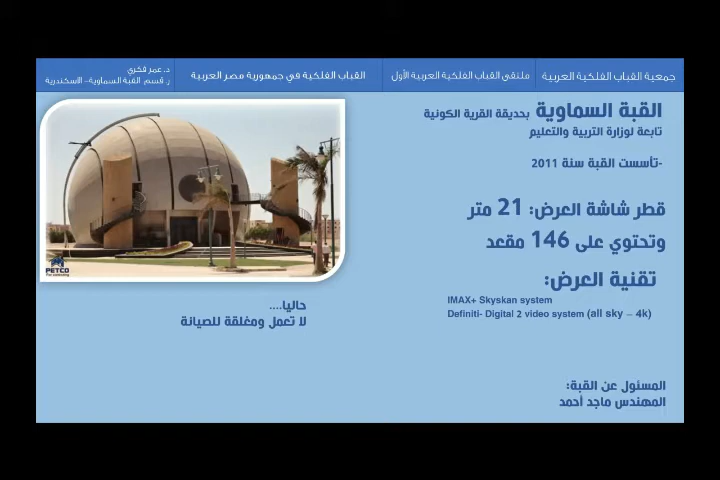 جمعية القباب الفلكية العربية
ملتقى القباب الفلكية العربية الأول
القباب الفلكية في جمهورية مصر العربية
د. عمر فكري
ر. قسم القبة السماوية- الاسكندرية
القبة السماوية بحديقة القرية الكونية
تابعة لوزارة التربية والتعليم
-تأسست القبة سنة 2011
قطر شاشة العرض: 21 متر
وتحتوي على 146 مقعد
تقنية العرض:
IMAX+ Skyskan system
Definiti- Digital 2 video system (all sky – 4k)
المسئول عن القبة:
المهندس ماجد أحمد
PETCO
حاليا....
لا تعمل ومغلقة للصيانة